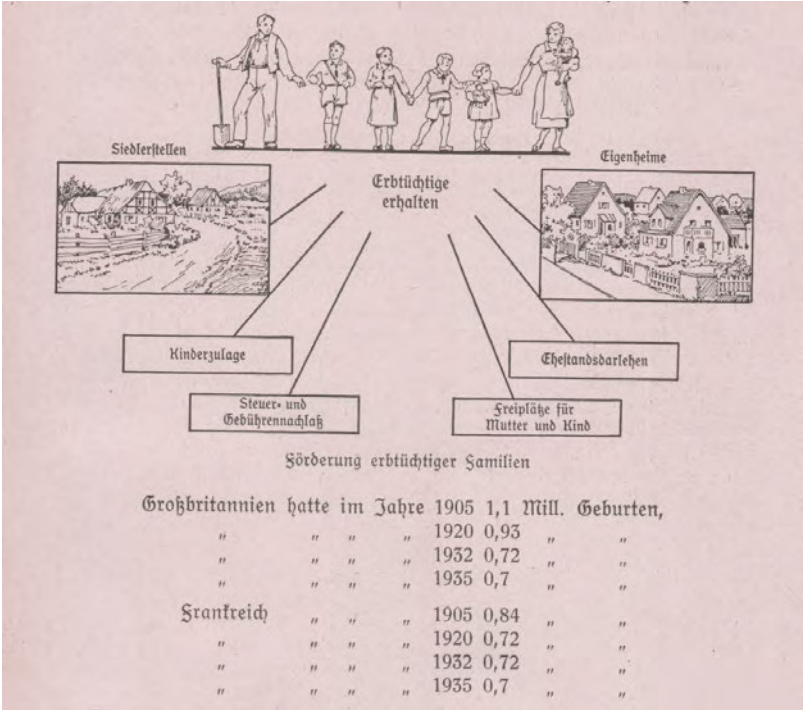 Siedlerstellen
Eigenheime
Erbtüchtige
erhalten
Kinderzulage
Ehestandsdarlehen
Steuer- und
Gebührennachlaß
Freiplätze für
Mutter und Kind
Förderung erbtüchtiger Familien
Großbritannien hatte im Jahre 1905 1,1 Mill. Geburten,
„ „ „ „ 1920 0,93 „ „
„ „ „ „ 1932 0,72 „ „
„ „ „ „ 1935 0,7 „ „
Frankreich „ „ „ 1905 0,84 „ „
„ „ „ „ 1920 0,72 „ „
„ „ „ „ 1932 0,72 „ „
„ „ „ „ 1935 0,7 „ „